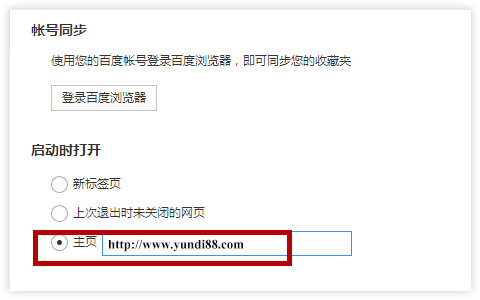 帐号同步
使用您的百度帐号登录百度浏览器，即可同步您的收藏夹
登录百度浏览器
启动时打开
新标签页
上次退出时未关闭的网页
主页 http://www.yundi88.com